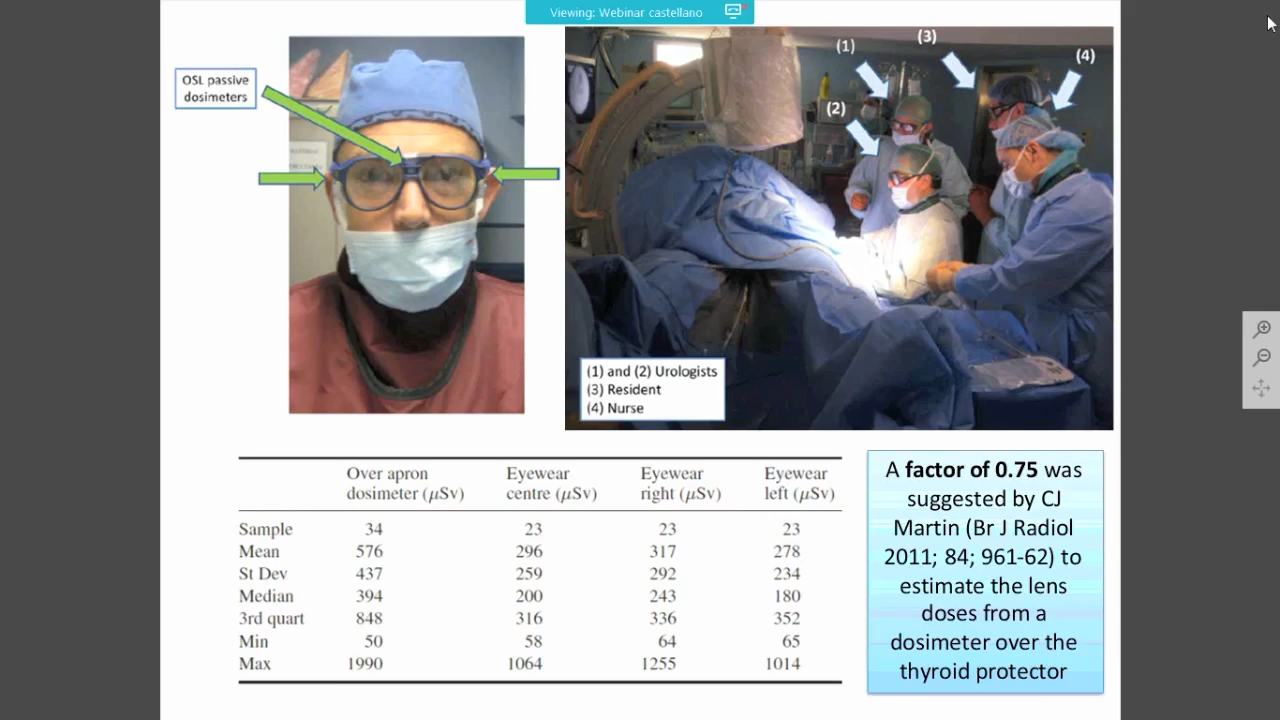 Viewing: Webinar castellano
OSL passive
dosimeters
(1)
(2)
(3)
(4)
(1) and (2) Urologists
(3) Resident
(4) Nurse
Over apron dosimeter (μSv) Eyewear centre (μSv) Eyewear right (μSv) Eyewear left (μSv)
Sample 34 23 23 23
Mean 576 296 317 278
St Dev 437 259 292 234
Median 394 200 243 180
3rd quart 848 316 336 352
Min 50 58 64 65
Max 1990 1064 1255 1014
A factor of 0.75 was
suggested by CJ
Martin (Br J Radiol
2011; 84; 961-62) to
estimate the lens
doses from a
dosimeter over the
thyroid protector